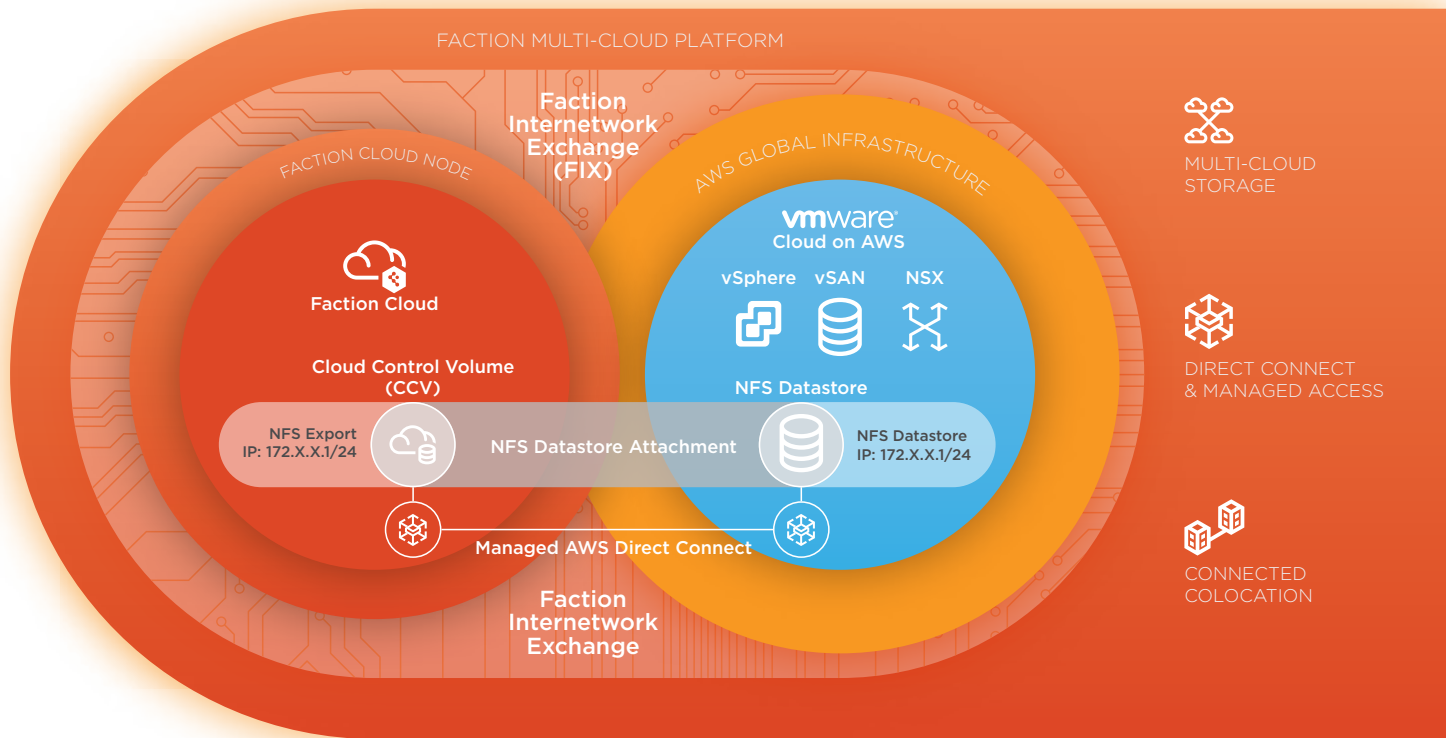 FACTION MULTI-CLOUD PLATFORM
Faction
Internetwork
Exchange
(FIX)
FACTION CLOUD NODE
AWS GLOBAL INFRASTRUCTURE
Faction Cloud
Cloud Control Volume
(CCV)
vmware®
Cloud on AWS
vSphere vSAN NSX
NFS Datastore
NFS Export
IP: 172.X.X.1/24
NFS Datastore Attachment
NFS Datastore
IP: 172.X.X.1/24
Managed AWS Direct Connect
Faction
Internetwork
Exchange
MULTI-CLOUD
STORAGE
DIRECT CONNECT
& MANAGED ACCESS
CONNECTED
COLOCATION